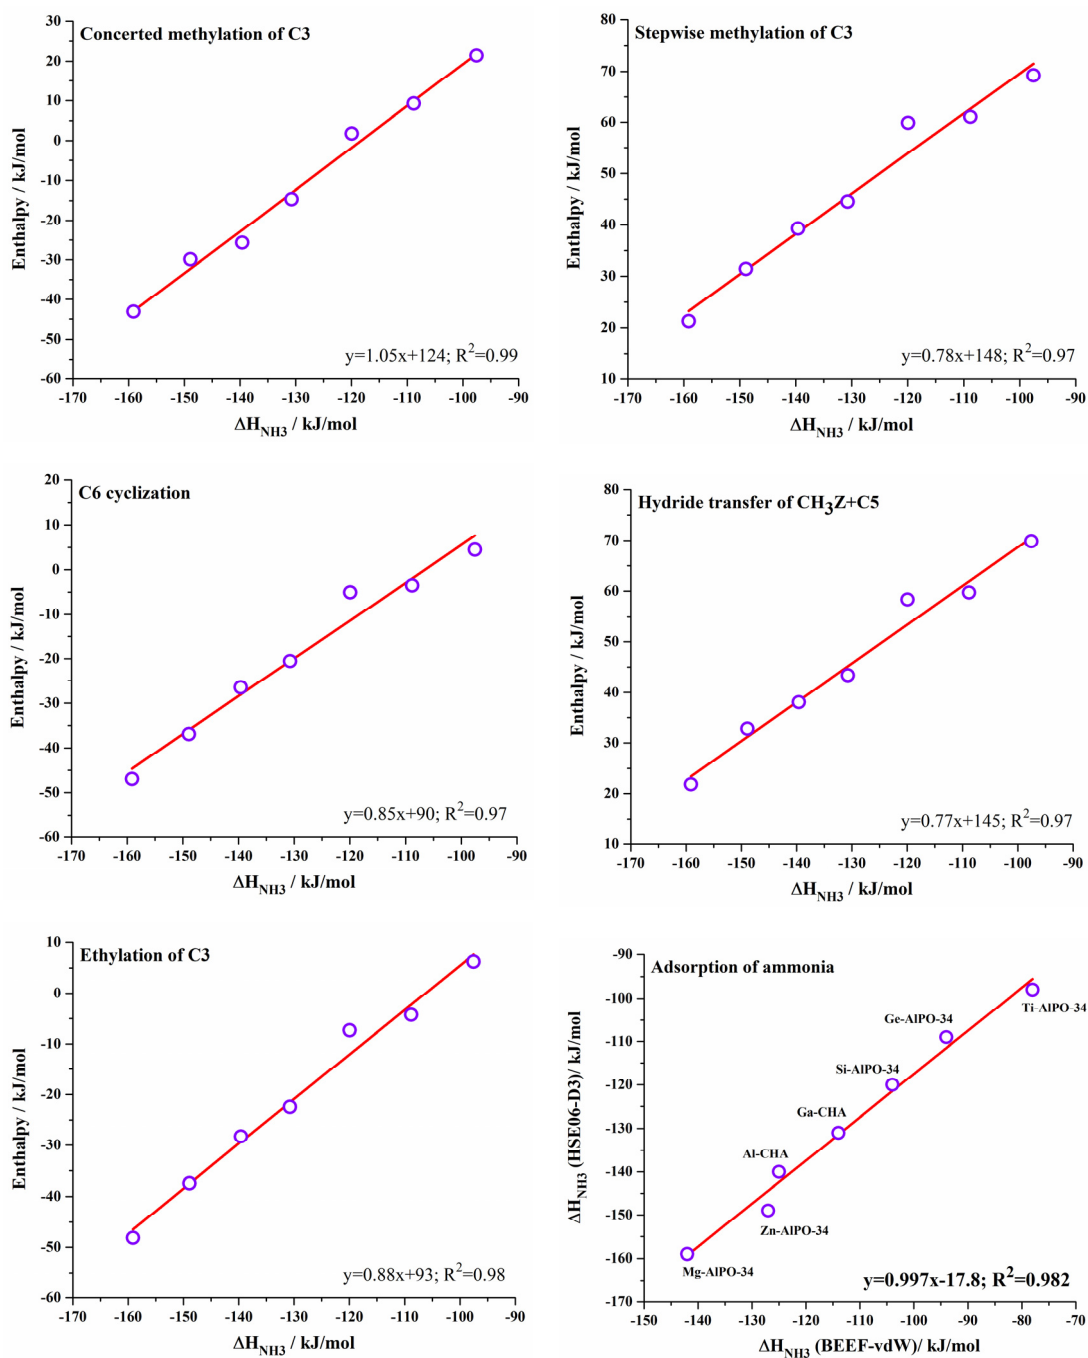 Concerted methylation of C3
30
20
10
0
-10
-20
-30
-40
-50
-60
Enthalpy / kJ/mol
y=1.05x+124; R²=0.99
-170 -160 -150 -140 -130 -120 -110 -100 -90
ΔH_NH3 / kJ/mol
Stepwise methylation of C3
80
70
60
50
40
30
20
10
Enthalpy / kJ/mol
y=0.78x+148; R²=0.97
-170 -160 -150 -140 -130 -120 -110 -100 -90
ΔH_NH3 / kJ/mol
C6 cyclization
20
10
0
-10
-20
-30
-40
-50
-60
Enthalpy / kJ/mol
y=0.85x+90; R²=0.97
-170 -160 -150 -140 -130 -120 -110 -100 -90
ΔH_NH3 / kJ/mol
Hydride transfer of CH3Z+C5
80
70
60
50
40
30
20
10
Enthalpy / kJ/mol
y=0.77x+145; R²=0.97
-170 -160 -150 -140 -130 -120 -110 -100 -90
ΔH_NH3 / kJ/mol
Ethylation of C3
10
0
-10
-20
-30
-40
-50
-60
Enthalpy / kJ/mol
y=0.88x+93; R²=0.98
-170 -160 -150 -140 -130 -120 -110 -100 -90
ΔH_NH3 / kJ/mol
Adsorption of ammonia
-90
-100
-110
-120
-130
-140
-150
-160
-170
ΔH_NH3 (HSE06-D3)/ kJ/mol
Ti-AlPO-34
Ge-AlPO-34
Si-AlPO-34
Ga-CHA
Al-CHA
Zn-AlPO-34
Mg-AlPO-34
y=0.997x-17.8; R²=0.982
-150 -140 -130 -120 -110 -100 -90 -80 -70
ΔH_NH3 (BEEF-vdW)/ kJ/mol